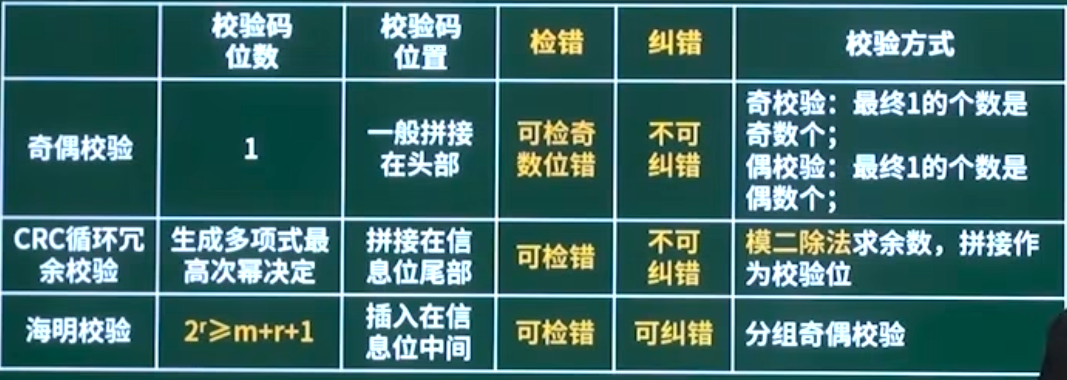 校验码
位数
校验码
位置
检错
纠错
校验方式
奇偶校验
1
一般拼接
在头部
可检奇
数位错
不可
纠错
奇校验：最终1的个数是
奇数个；
偶校验：最终1的个数是
偶数个；
CRC循环冗
余校验
生成多项式最
高次幂决定
拼接在信
息位尾部
可检错
不可
纠错
模二除法求余数，拼接作
为校验位
海明校验
2ʳ≥m+r+1
插入在信
息位中间
可检错
可纠错
分组奇偶校验